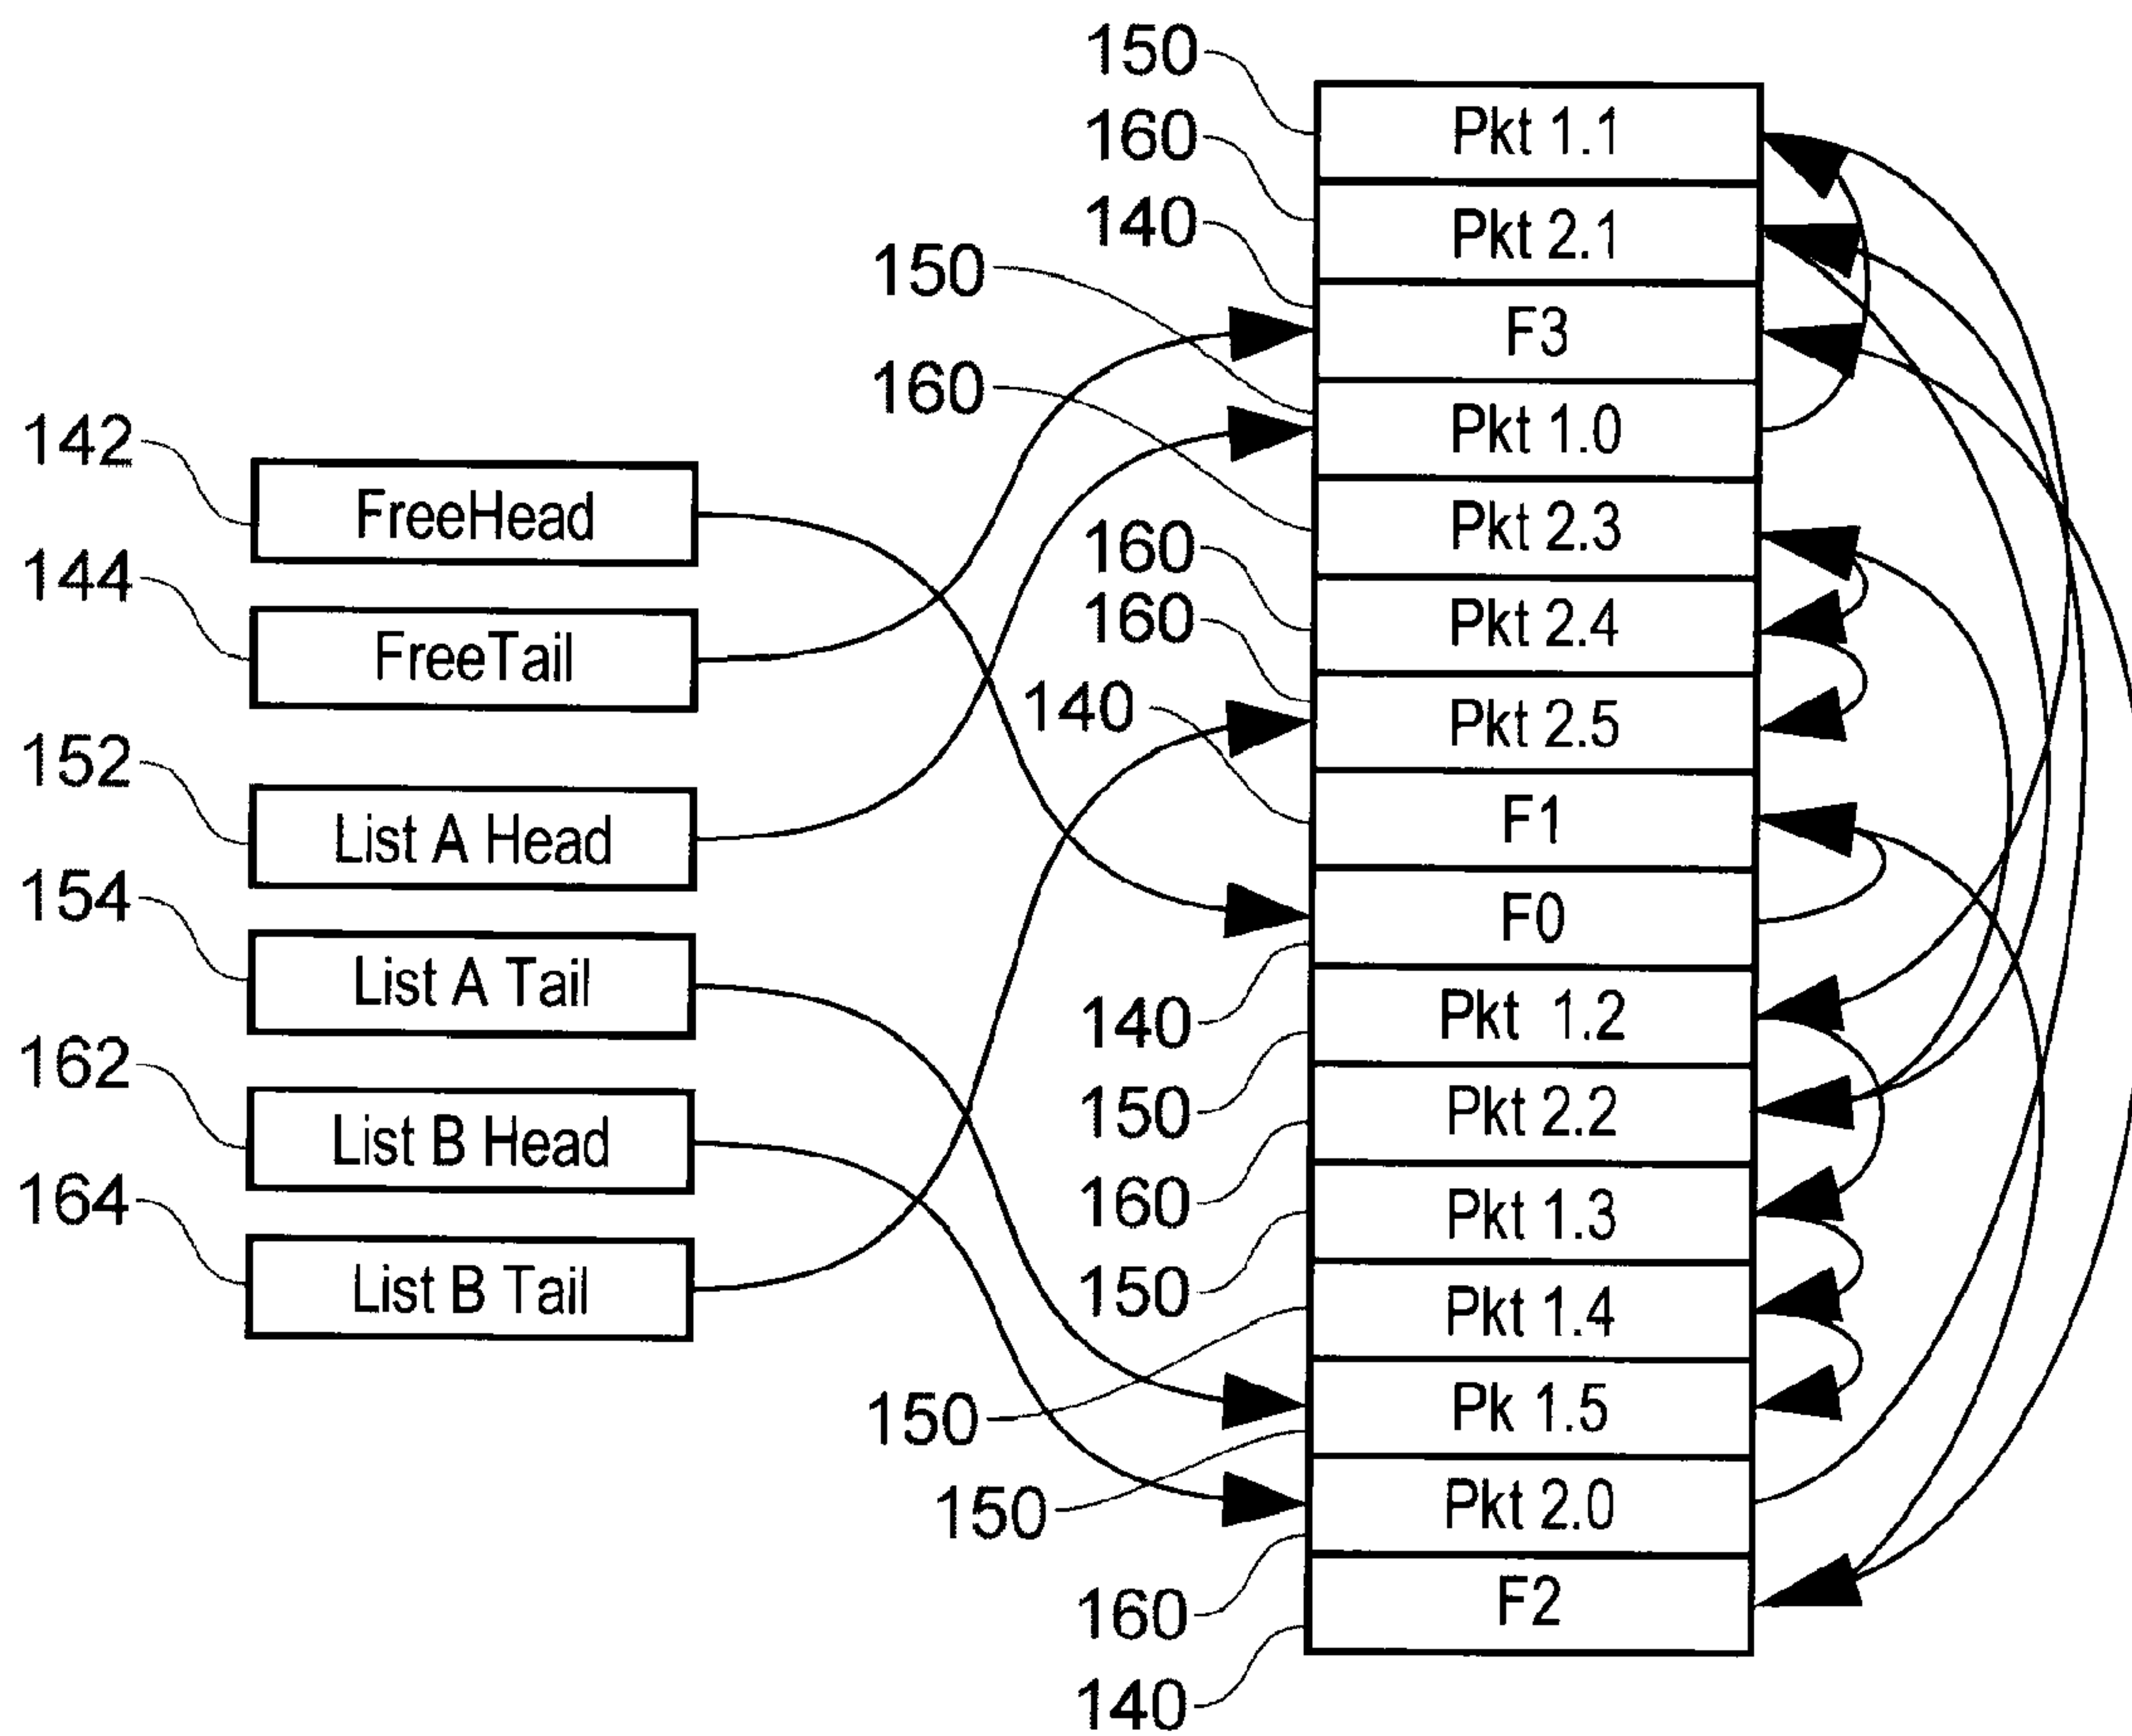 150
160
140
150
160
160
160
140
140
150
160
150
150
150
160
140
142
144
152
154
162
164
FreeHead
FreeTail
List A Head
List A Tail
List B Head
List B Tail
Pkt 1.1
Pkt 2.1
F3
Pkt 1.0
Pkt 2.3
Pkt 2.4
Pkt 2.5
F1
F0
Pkt 1.2
Pkt 2.2
Pkt 1.3
Pkt 1.4
Pk 1.5
Pkt 2.0
F2